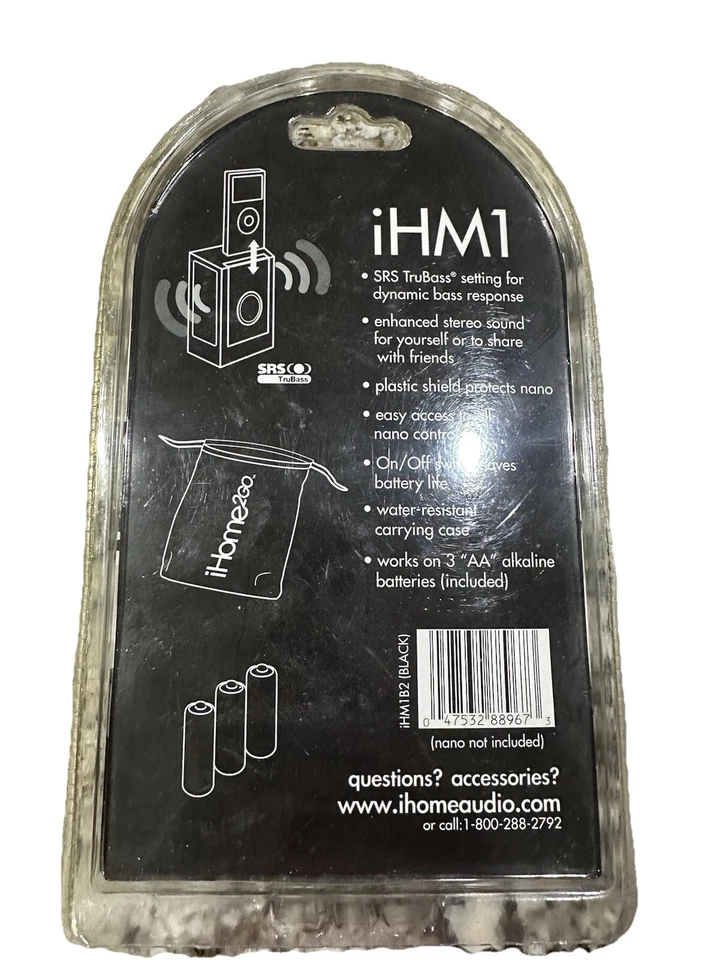 iHM1
• SRS TruBass® setting for
dynamic bass response
• enhanced stereo sound
for yourself or to share
with friends
• plastic shield protects nano
• easy access
nano
• On/Off
battery life
• water-resistant
carrying case
• works on 3 "AA" alkaline
batteries (included)
SRS
TruBass
iHome2GO.
iHM1B2 (BLACK)
0 47532 88967 3
(nano not included)
questions? accessories?
www.ihomeaudio.com
or call:1-800-288-2792